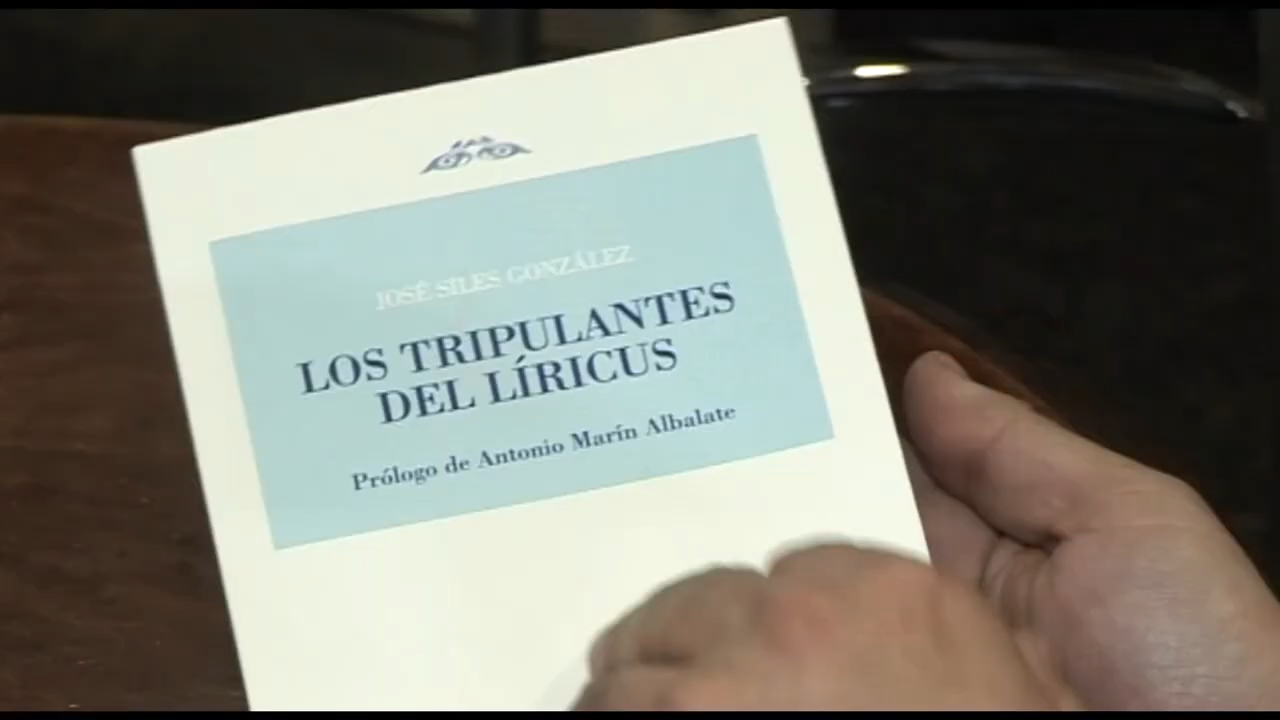 JOSÉ SILES GONZÁLEZ
LOS TRIPULANTES
DEL LÍRICUS
Prólogo de Antonio Marín Albalate